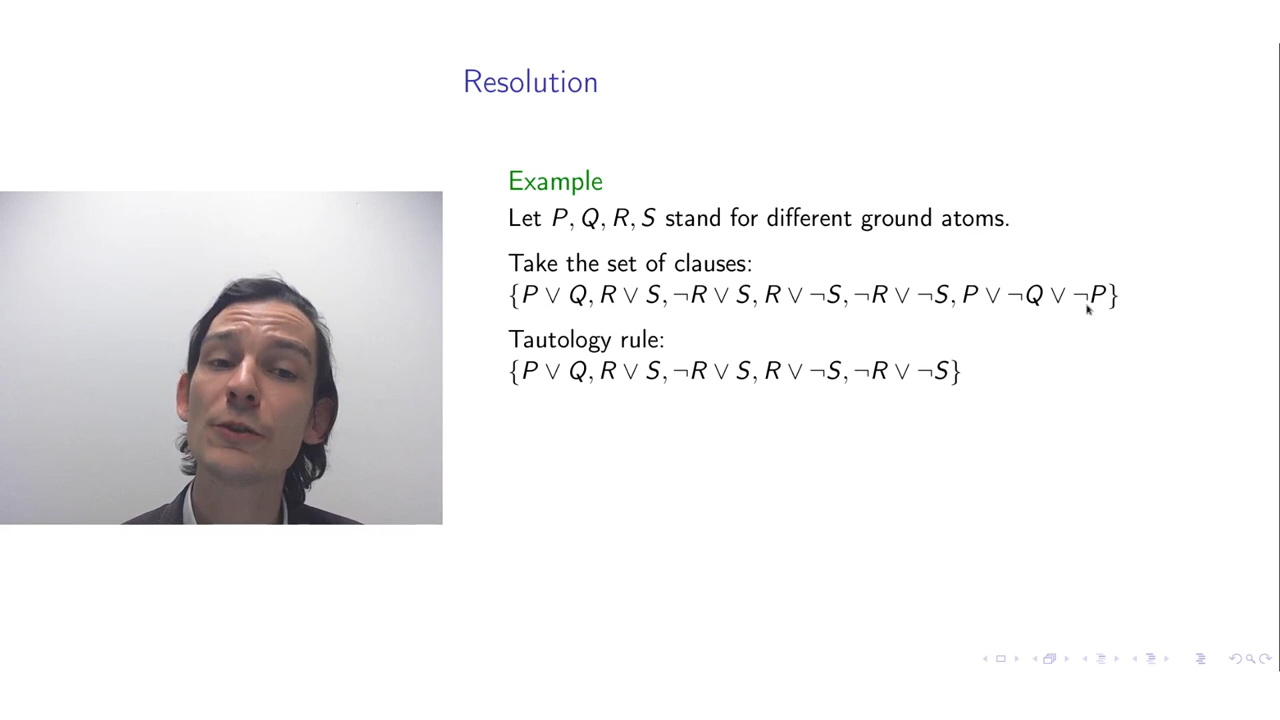 Resolution
Example
Let P, Q, R, S stand for different ground atoms.
Take the set of clauses:
{P ∨ Q, R ∨ S, ¬R ∨ S, R ∨ ¬S, ¬R ∨ ¬S, P ∨ ¬Q ∨ ¬P}
Tautology rule:
{P ∨ Q, R ∨ S, ¬R ∨ S, R ∨ ¬S, ¬R ∨ ¬S}